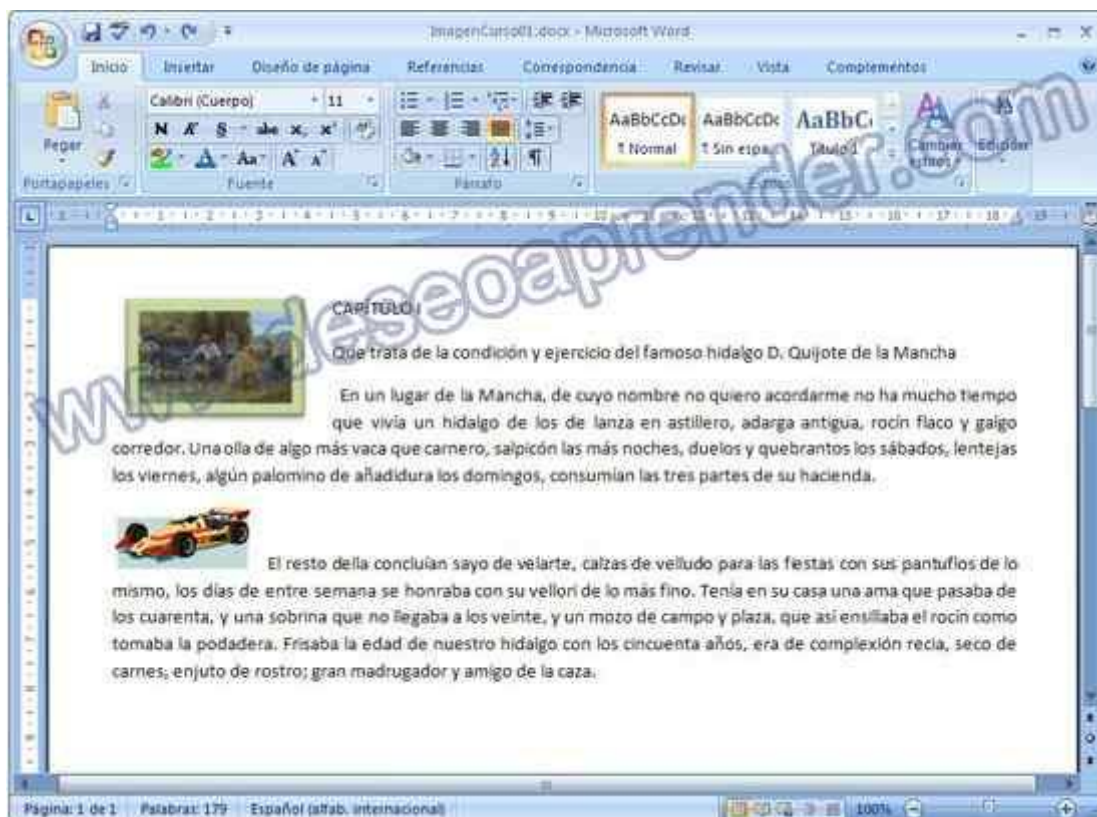 ImagenCurso01.docx - Microsoft Word
Inicio Insertar Diseño de página Referencias Correspondencia Revisar Vista Complementos
Calibri (Cuerpo) 11
Pegar
N K S abe x, x²
Aa A A
AaBbCcDc AaBbCcDc AaBbC
¶ Normal ¶ Sin espa... Título 1
Cambiar estilos Edición
Portapapeles Fuente Párrafo
www.deseoaprender.com
CAPÍTULO I
Que trata de la condición y ejercicio del famoso hidalgo D. Quijote de la Mancha
En un lugar de la Mancha, de cuyo nombre no quiero acordarme no ha mucho tiempo
que vivía un hidalgo de los de lanza en astillero, adarga antigua, rocín flaco y galgo
corredor. Una olla de algo más vaca que carnero, salpicón las más noches, duelos y quebrantos los sábados, lentejas
los viernes, algún palomino de añadidura los domingos, consumían las tres partes de su hacienda.
El resto della concluían sayo de velarte, calzas de velludo para las fiestas con sus pantuflos de lo
mismo, los días de entre semana se honraba con su vellori de lo más fino. Tenía en su casa una ama que pasaba de
los cuarenta, y una sobrina que no llegaba a los veinte, y un mozo de campo y plaza, que así ensillaba el rocín como
tomaba la podadera. Frisaba la edad de nuestro hidalgo con los cincuenta años, era de complexión recia, seco de
carnes, enjuto de rostro; gran madrugador y amigo de la caza.
Página: 1 de 1 Palabras: 179 Español (alfab. internacional) 100%